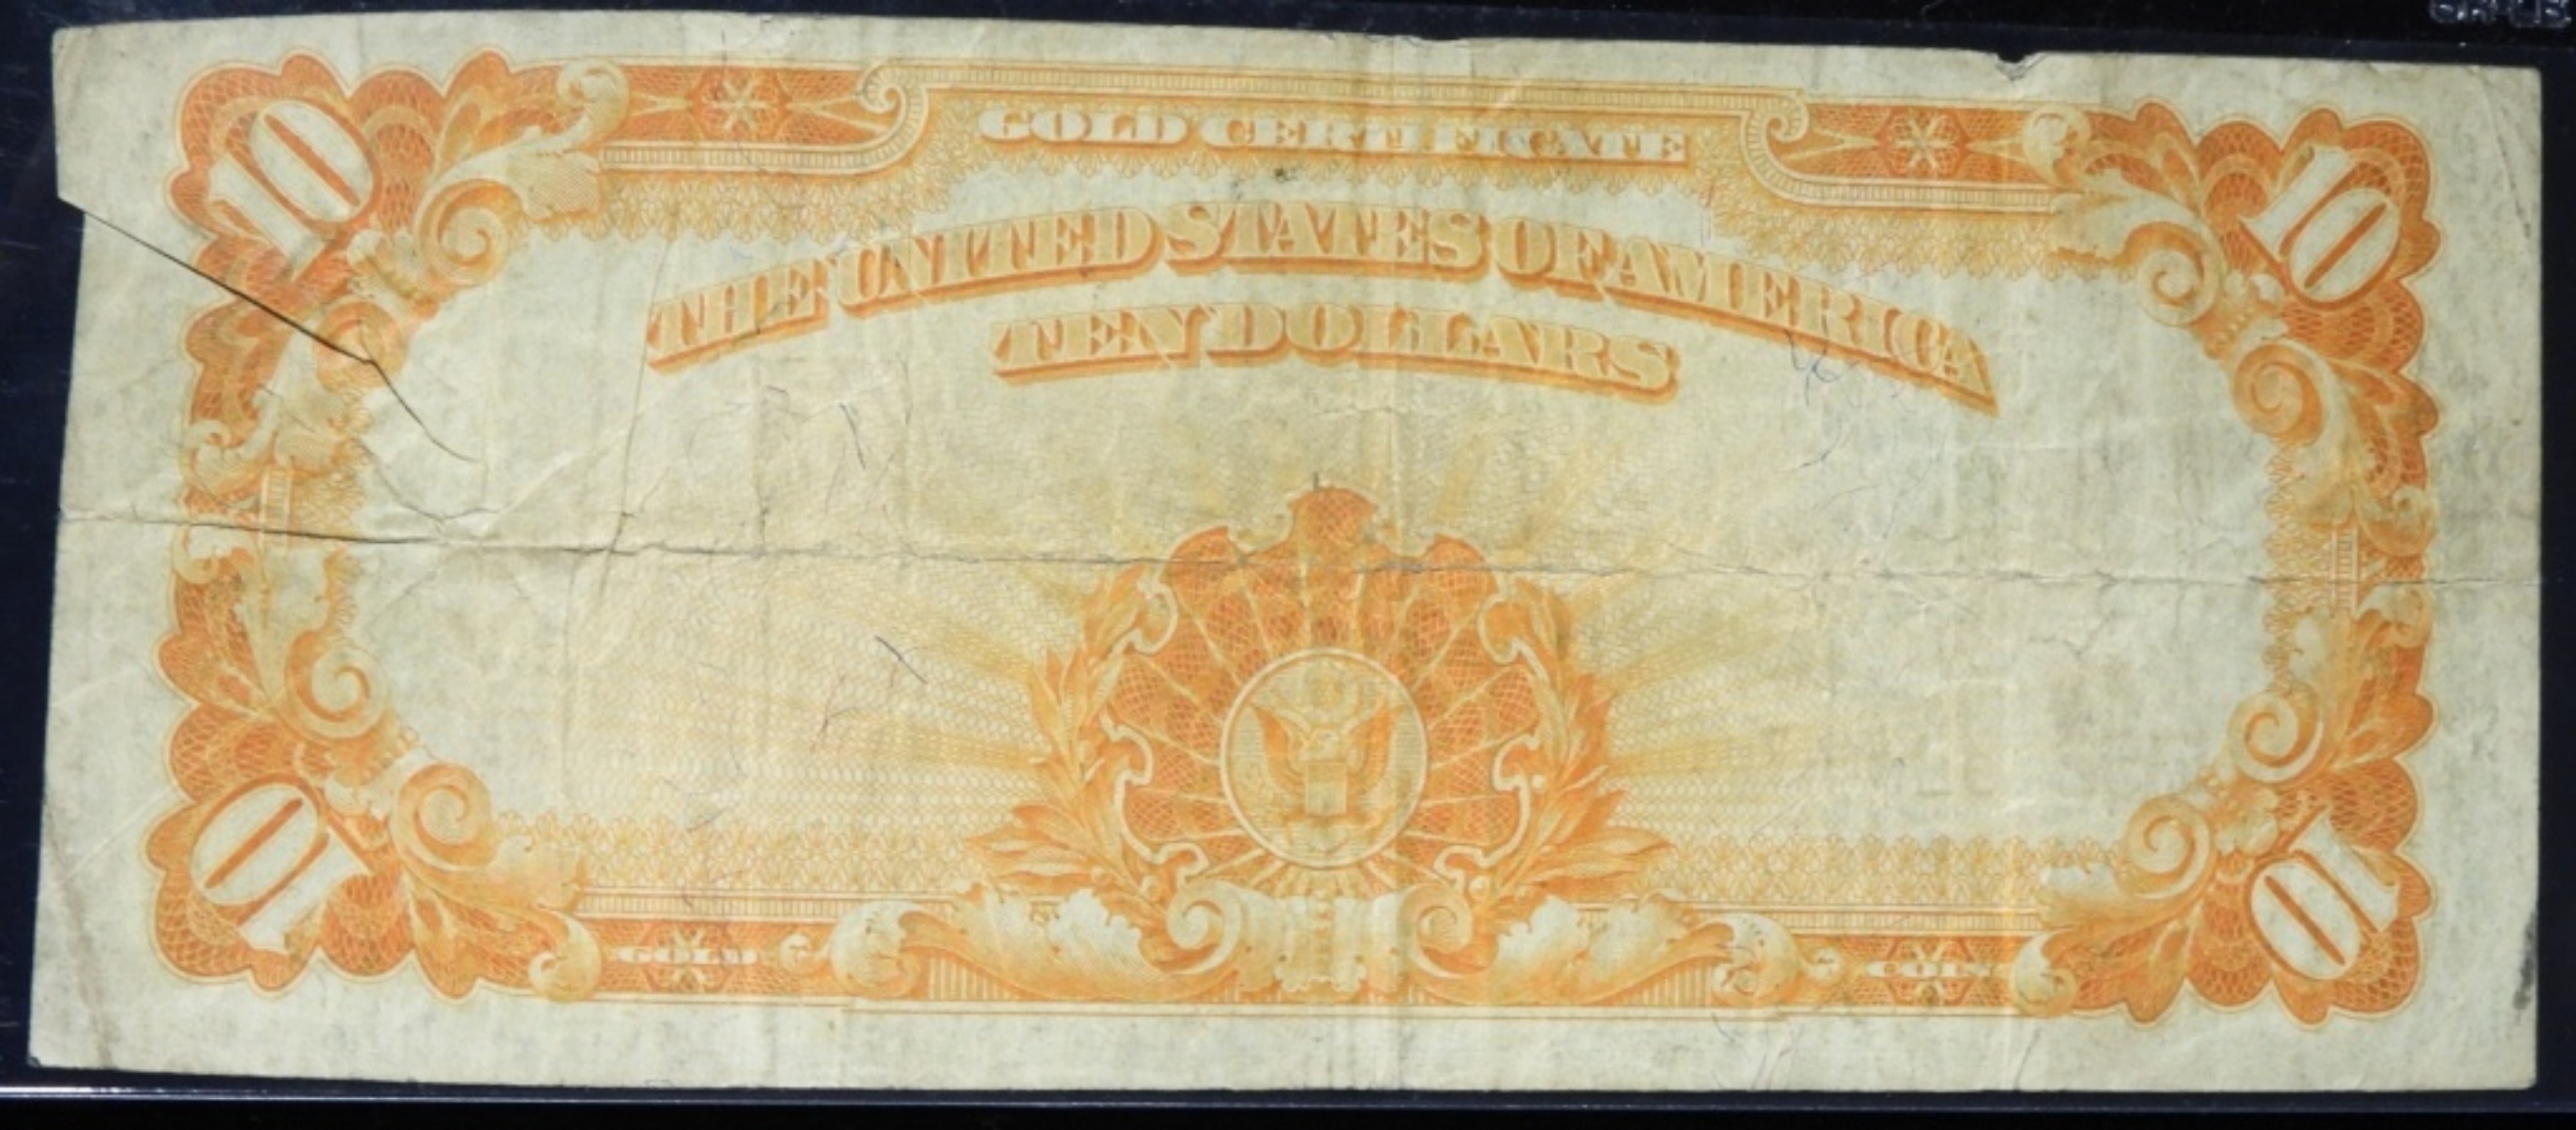 10 GOLD CERTIFICATE 10
THE UNITED STATES OF AMERICA
TEN DOLLARS
10 GOLD COIN 10